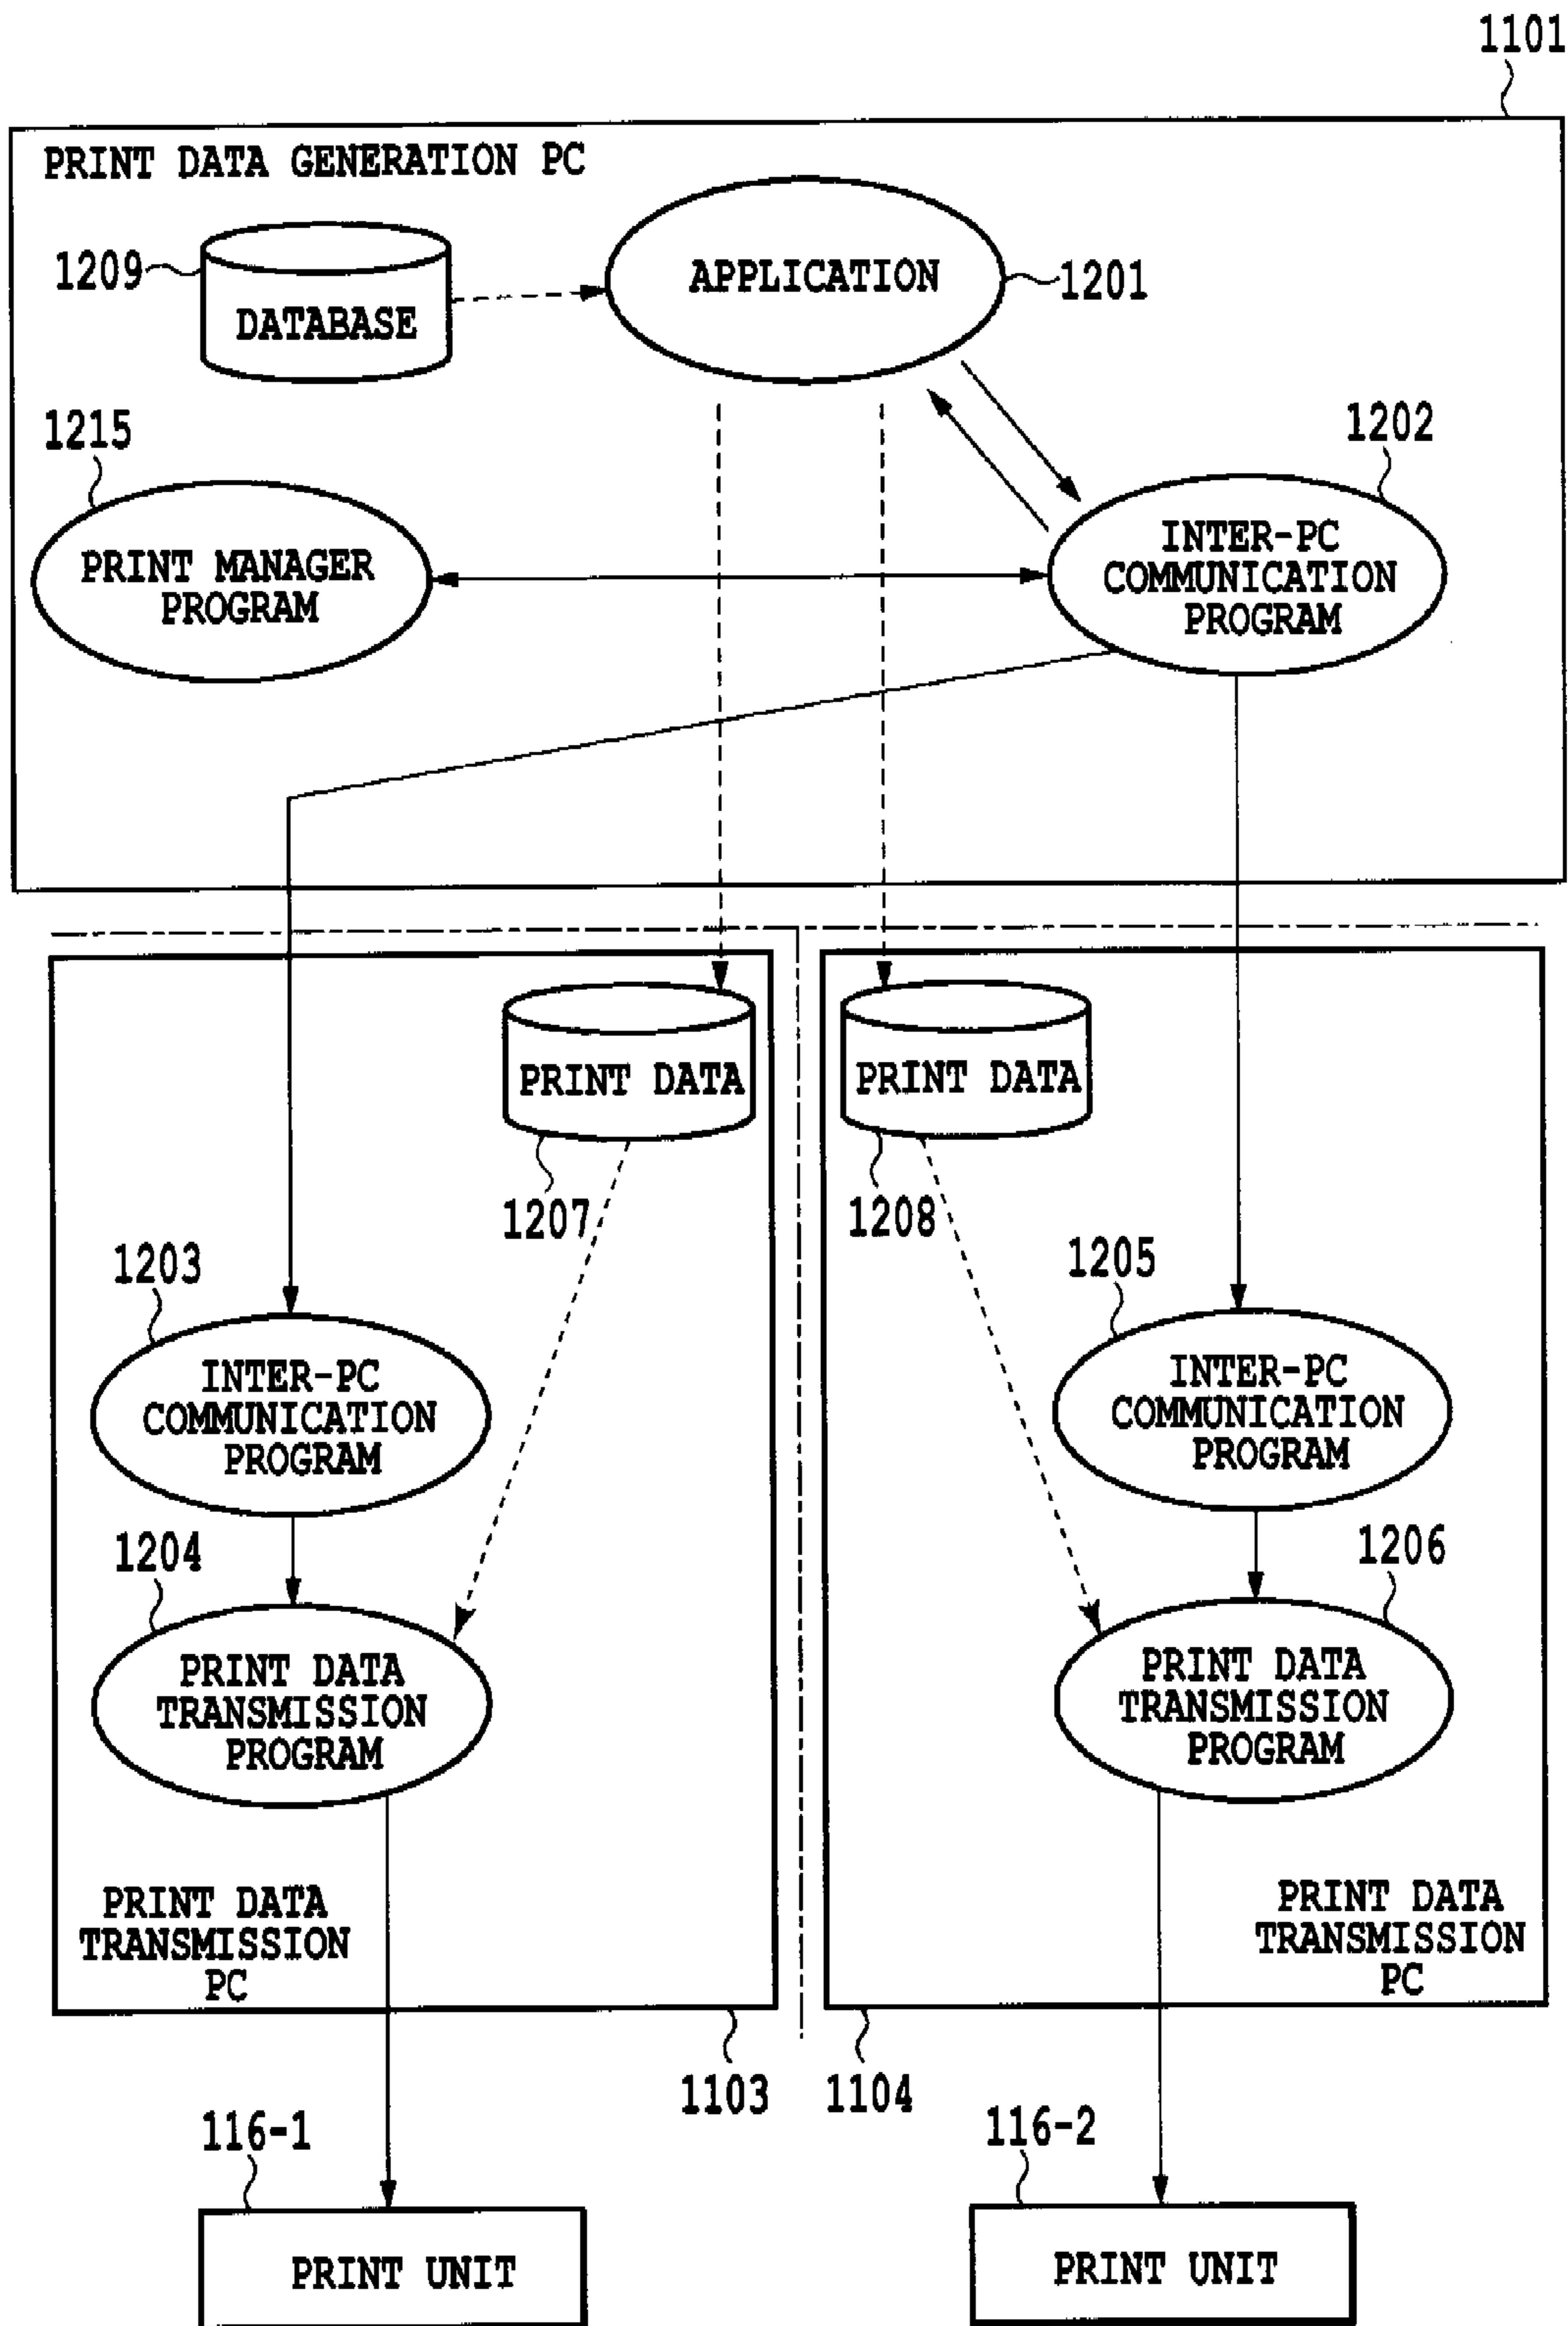 1101
PRINT DATA GENERATION PC
1209
DATABASE
APPLICATION
1201
1215
PRINT MANAGER
PROGRAM
1202
INTER-PC
COMMUNICATION
PROGRAM
PRINT DATA
1207
PRINT DATA
1208
1203
INTER-PC
COMMUNICATION
PROGRAM
1205
INTER-PC
COMMUNICATION
PROGRAM
1204
PRINT DATA
TRANSMISSION
PROGRAM
1206
PRINT DATA
TRANSMISSION
PROGRAM
PRINT DATA
TRANSMISSION
PC
PRINT DATA
TRANSMISSION
PC
1103
1104
116-1
PRINT UNIT
116-2
PRINT UNIT